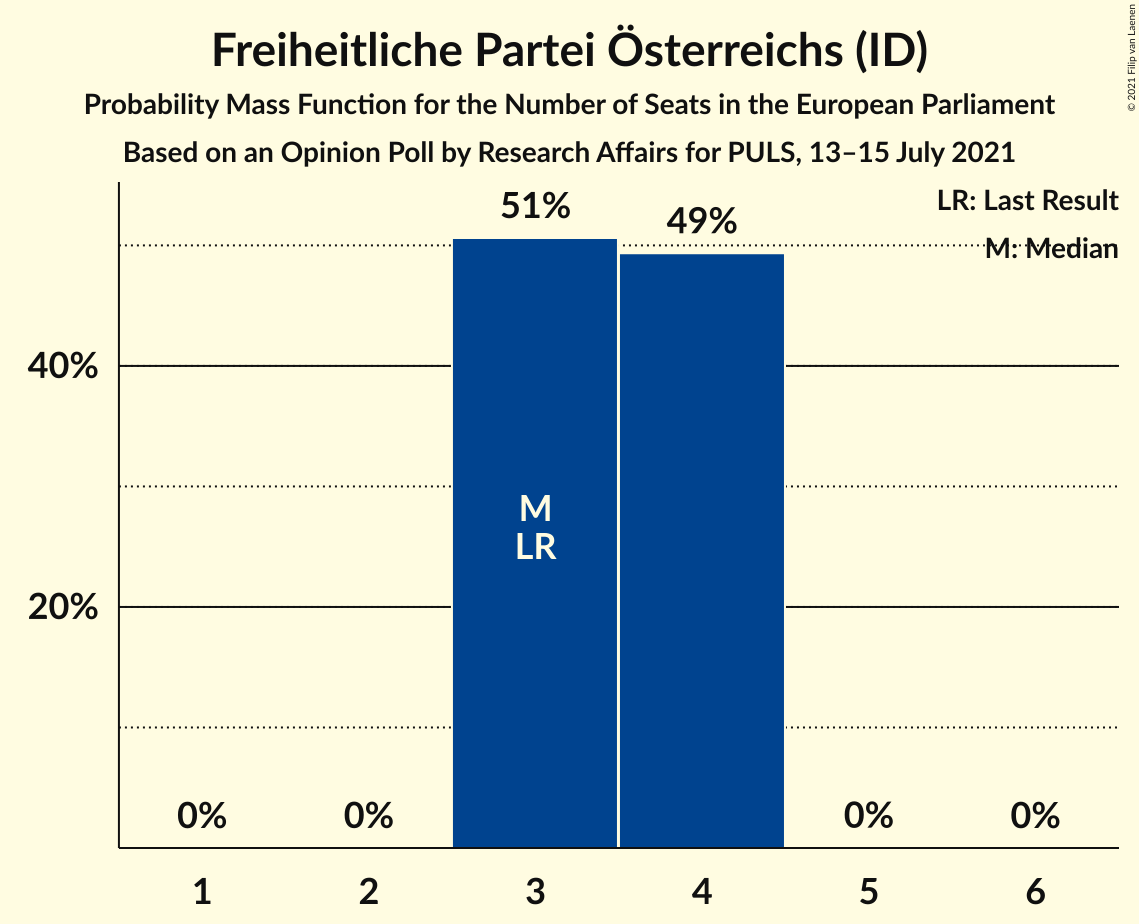 Freiheitliche Partei Österreichs (ID)
Probability Mass Function for the Number of Seats in the European Parliament
Based on an Opinion Poll by Research Affairs for PULS, 13–15 July 2021
© 2021 Filip van Laenen
LR: Last Result
M: Median
51%
49%
40%
20%
M
LR
0%
0%
0%
0%
1
2
3
4
5
6